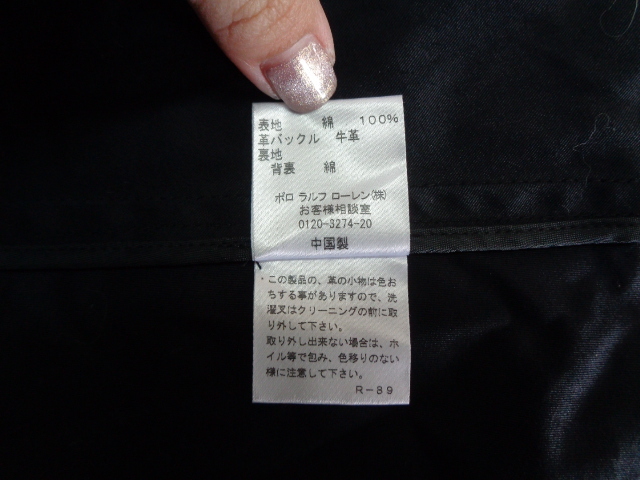 表地 綿 100%
革バックル 牛革
裏地
背裏 綿
ポロ ラルフ ローレン(株)
お客様相談室
0120-3274-20
中国製
・この製品の、革の小物は色お
ちする事がありますので、洗
濯又はクリーニングの前に取
り外して下さい。
取り外し出来ない場合は、ホ
イル等で包み、色移りのない
様に注意して下さい。
R-89